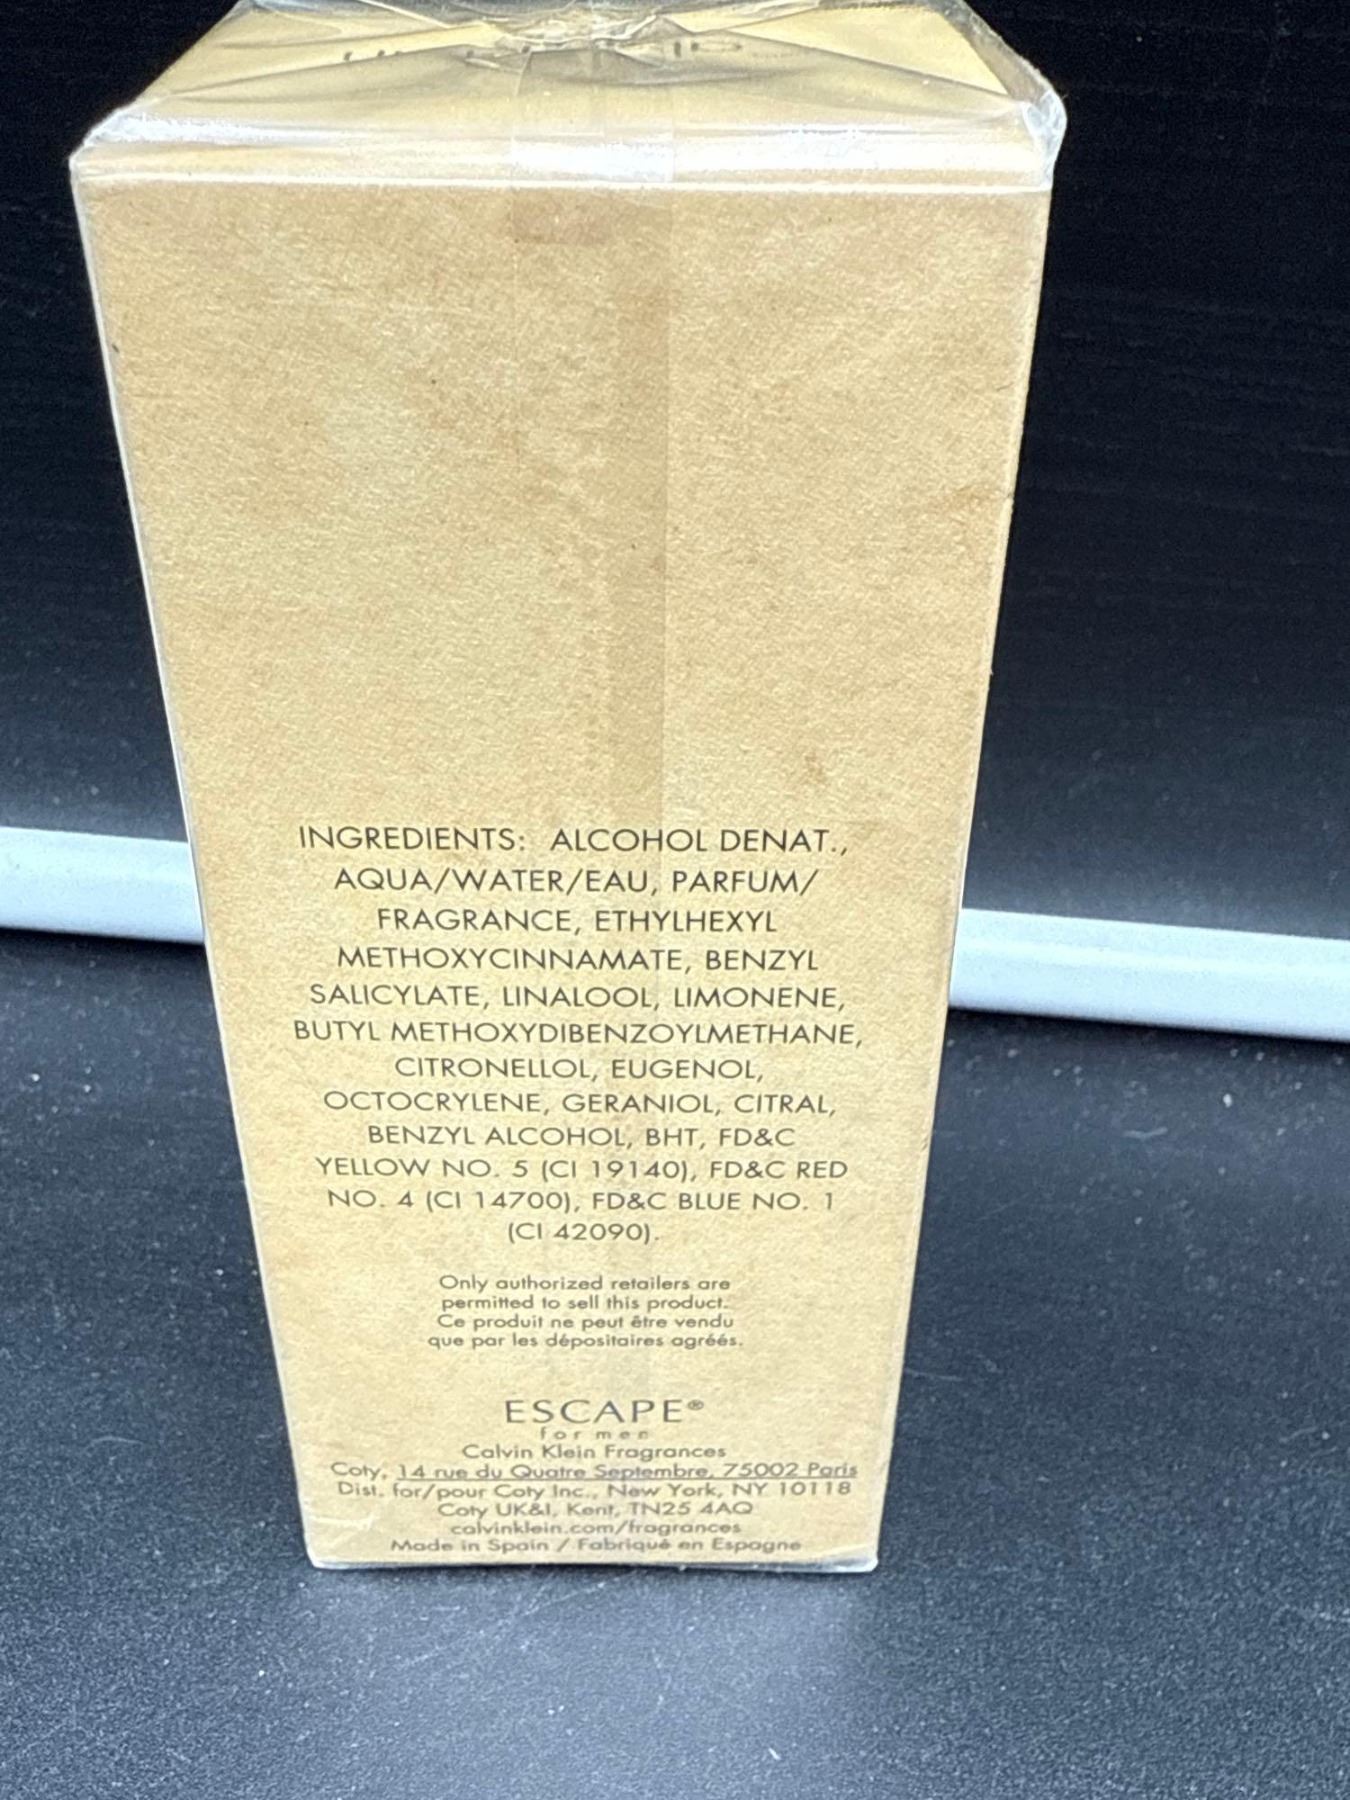 INGREDIENTS: ALCOHOL DENAT.,
AQUA/WATER/EAU, PARFUM/
FRAGRANCE, ETHYLHEXYL
METHOXYCINNAMATE, BENZYL
SALICYLATE, LINALOOL, LIMONENE,
BUTYL METHOXYDIBENZOYLMETHANE,
CITRONELLOL, EUGENOL,
OCTOCRYLENE, GERANIOL, CITRAL,
BENZYL ALCOHOL, BHT, FD&C
YELLOW NO. 5 (CI 19140), FD&C RED
NO. 4 (CI 14700), FD&C BLUE NO. 1
(CI 42090).
Only authorized retailers are
permitted to sell this product.
Ce produit ne peut être vendu
que par les dépositaires agréés.
ESCAPE®
for men
Calvin Klein Fragrances
Coty, 14 rue du Quatre Septembre, 75002 Paris
Dist. for/pour Coty Inc., New York, NY 10118
Coty UK&I, Kent, TN25 4AQ
calvinklein.com/fragrances
Made in Spain / Fabriqué en Espagne